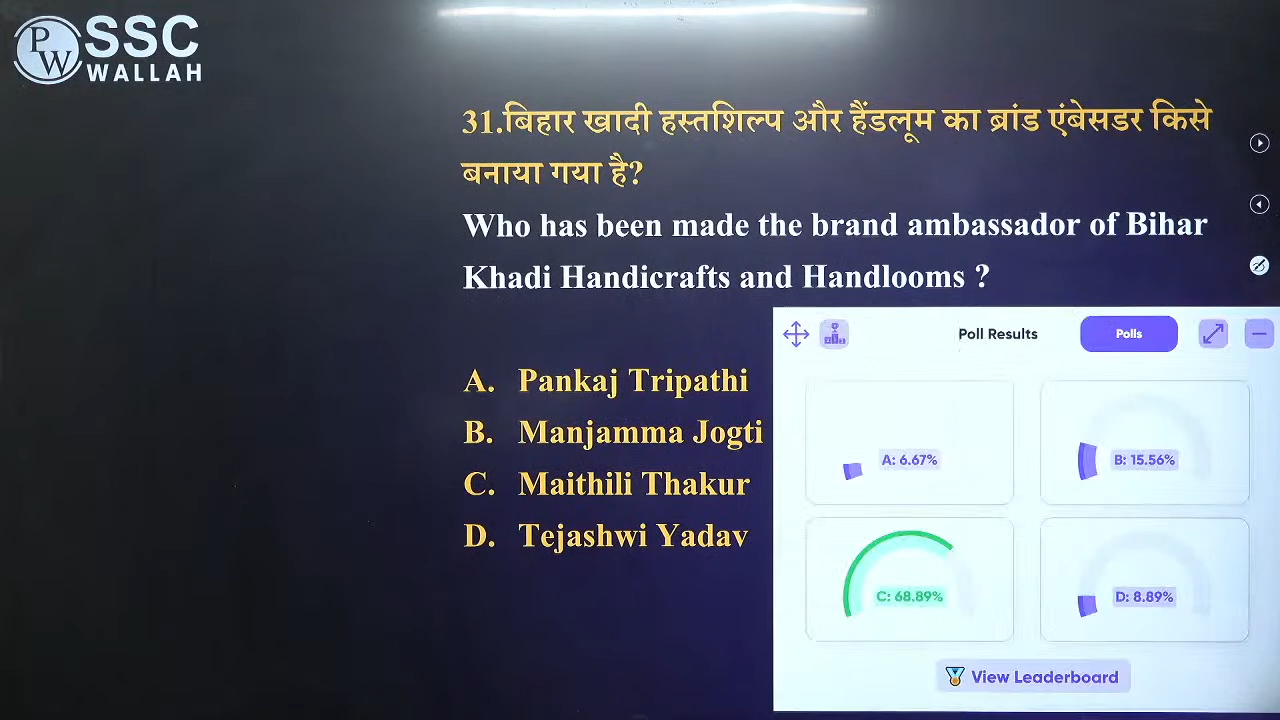 PW
SSC
WALLAH
31.बिहार खादी हस्तशिल्प और हैंडलूम का ब्रांड एंबेसडर किसे
बनाया गया है?
Who has been made the brand ambassador of Bihar
Khadi Handicrafts and Handlooms ?
A. Pankaj Tripathi
B. Manjamma Jogti
C. Maithili Thakur
D. Tejashwi Yadav
Poll Results
Polls
A: 6.67%
B: 15.56%
C: 68.89%
D: 8.89%
View Leaderboard